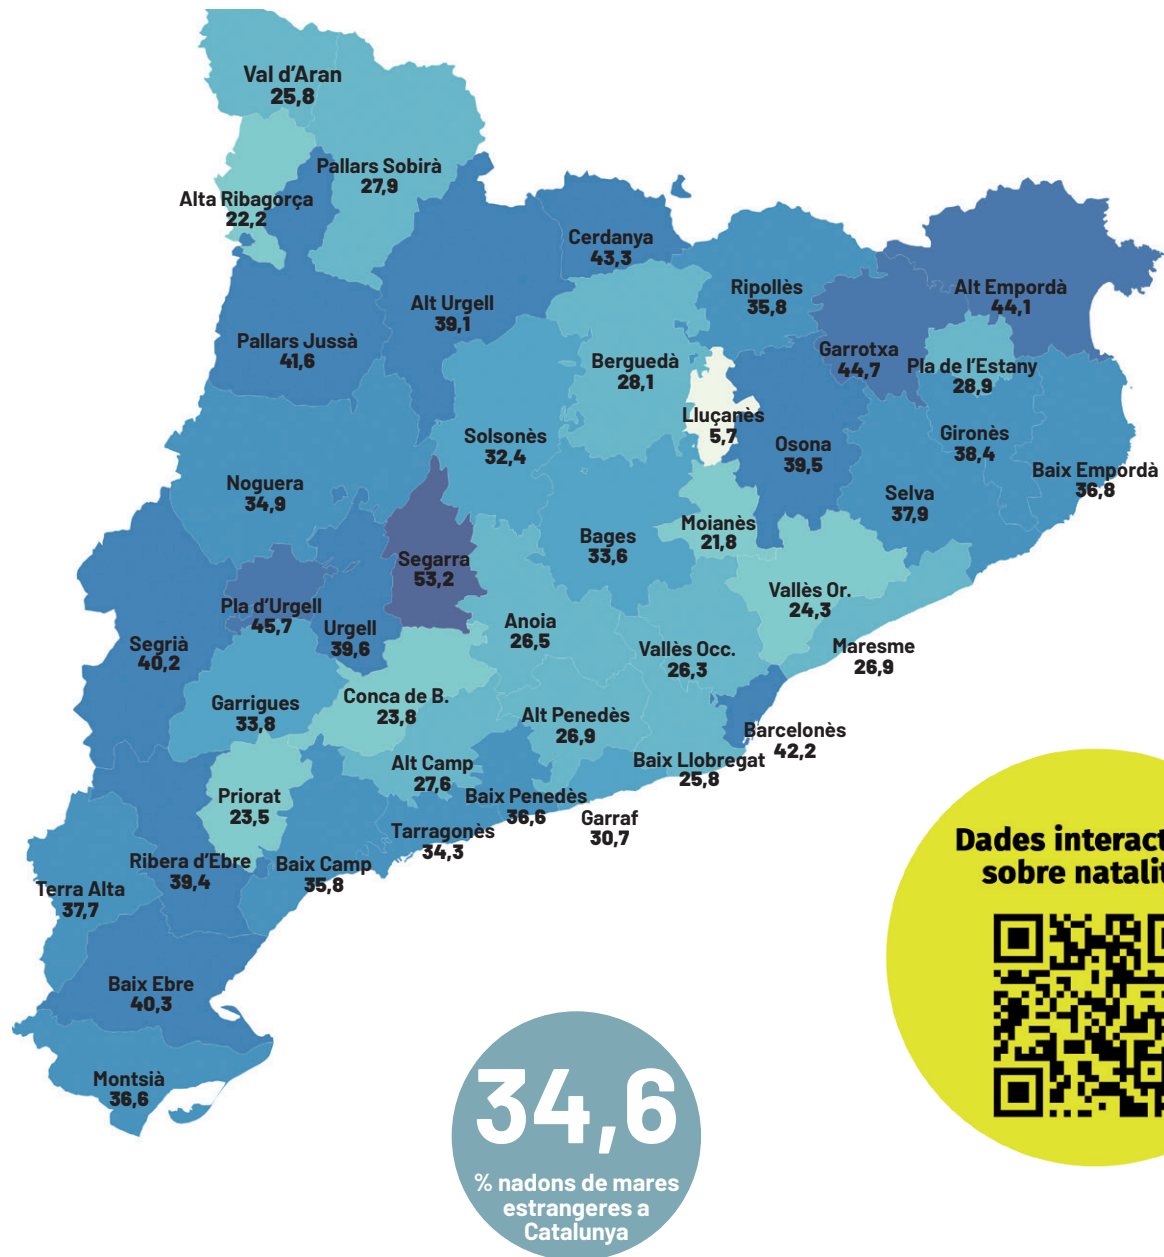 Val d'Aran
25,8
Pallars Sobirà
27,9
Alta Ribagorça
22,2
Cerdanya
43,3
Ripollès
35,8
Alt Empordà
44,1
Alt Urgell
39,1
Pallars Jussà
41,6
Berguedà
28,1
Garrotxa
44,7
Pla de l'Estany
28,9
Lluçanès
5,7
Solsonès
32,4
Osona
39,5
Gironès
38,4
Baix Empordà
36,8
Noguera
34,9
Selva
37,9
Moianès
21,8
Bages
33,6
Segarra
53,2
Vallès Or.
24,3
Pla d'Urgell
45,7
Urgell
39,6
Anoia
26,5
Segrià
40,2
Vallès Occ.
26,3
Maresme
26,9
Garrigues
33,8
Conca de B.
23,8
Alt Penedès
26,9
Barcelonès
42,2
Alt Camp
27,6
Baix Llobregat
25,8
Priorat
23,5
Baix Penedès
36,6
Garraf
30,7
Tarragonès
34,3
Ribera d'Ebre
39,4
Baix Camp
35,8
Terra Alta
37,7
Baix Ebre
40,3
Montsià
36,6
Dades interact
sobre natalit
34,6
% nadons de mares
estrangeres a
Catalunya